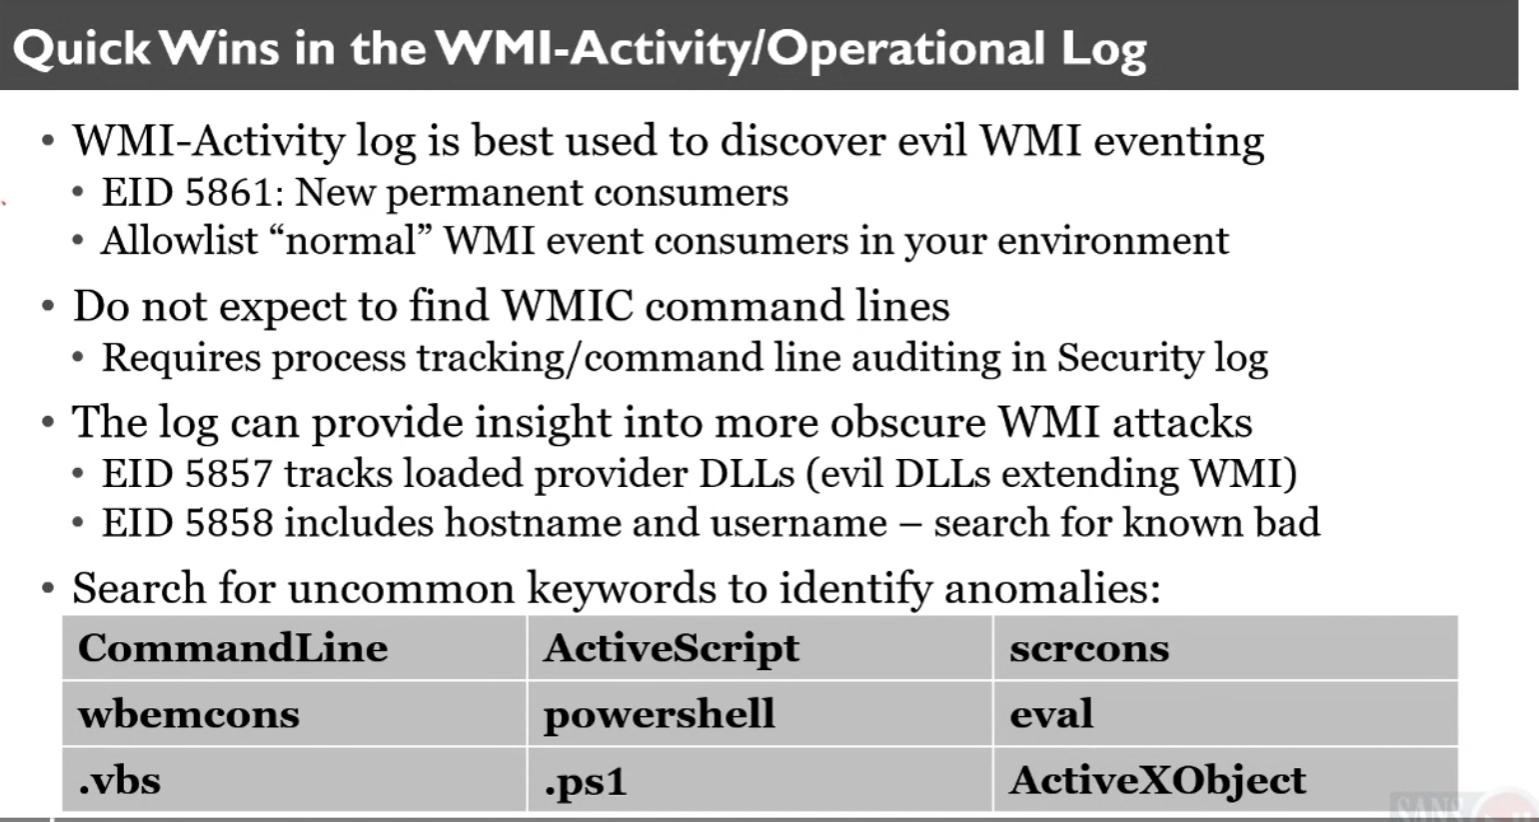 Quick Wins in the WMI-Activity/Operational Log
• WMI-Activity log is best used to discover evil WMI eventing
• EID 5861: New permanent consumers
• Allowlist “normal” WMI event consumers in your environment
• Do not expect to find WMIC command lines
• Requires process tracking/command line auditing in Security log
• The log can provide insight into more obscure WMI attacks
• EID 5857 tracks loaded provider DLLs (evil DLLs extending WMI)
• EID 5858 includes hostname and username – search for known bad
• Search for uncommon keywords to identify anomalies:
CommandLine ActiveScript scrcons
wbemcons powershell eval
.vbs .ps1 ActiveXObject
SANS